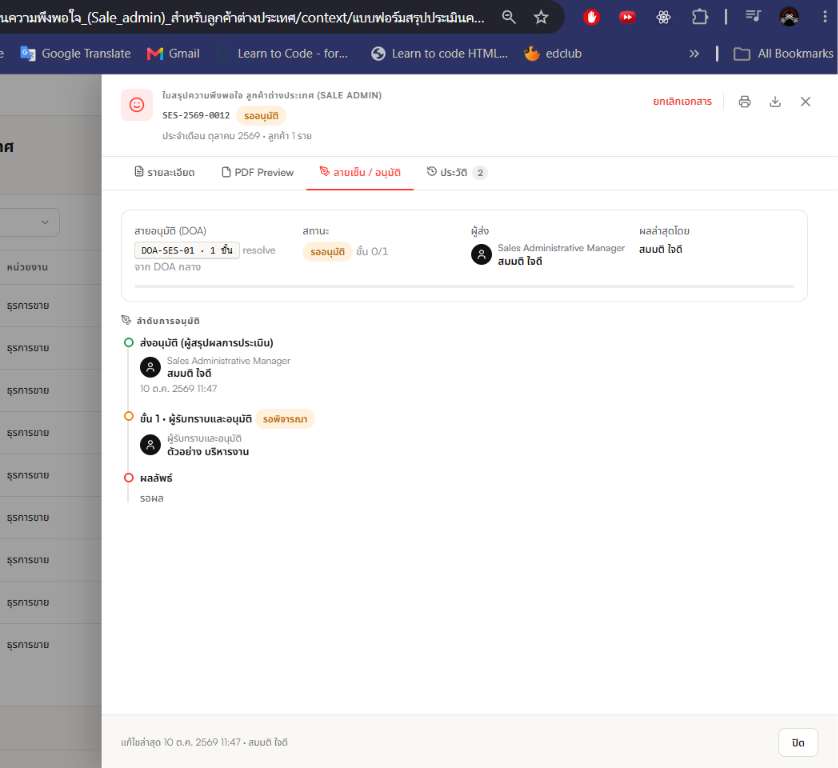 นความพึงพอใจ_(Sale_admin)_สำหรับลูกค้าต่างประเทศ/context/แบบฟอร์มสรุปประเมินค...
e Google Translate Gmail Learn to Code - for... Learn to code HTML... edclub » All Bookmarks
ใบสรุปความพึงพอใจ ลูกค้าต่างประเทศ (SALE ADMIN)
SES-2569-0012 รออนุมัติ
ประจำเดือน ตุลาคม 2569 • ลูกค้า 1 ราย
ยกเลิกเอกสาร
ทศ
รายละเอียด PDF Preview ลายเซ็น / อนุมัติ ประวัติ 2
หน่วยงาน
ธุรการขาย
ธุรการขาย
ธุรการขาย
ธุรการขาย
ธุรการขาย
ธุรการขาย
ธุรการขาย
ธุรการขาย
ธุรการขาย
สายอนุมัติ (DOA)
DOA-SES-01 · 1 ขั้น resolve
จาก DOA กลาง
สถานะ
รออนุมัติ ขั้น 0/1
ผู้ส่ง
Sales Administrative Manager
สมมติ ใจดี
ผลล่าสุดโดย
สมมติ ใจดี
ลำดับการอนุมัติ
ส่งอนุมัติ (ผู้สรุปผลการประเมิน)
Sales Administrative Manager
สมมติ ใจดี
10 ต.ค. 2569 11:47
ขั้น 1 • ผู้รับทราบและอนุมัติ รอพิจารณา
ผู้รับทราบและอนุมัติ
ตัวอย่าง บริหารงาน
ผลลัพธ์
รอผล
แก้ไขล่าสุด 10 ต.ค. 2569 11:47 • สมมติ ใจดี
ปิด